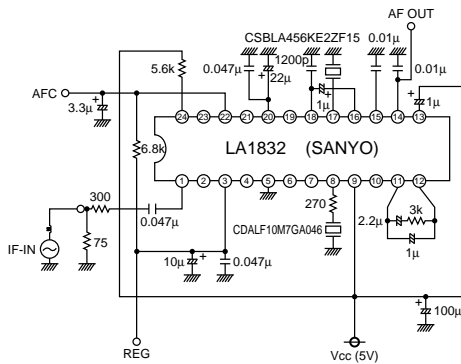 AF OUT
CSBLA456KE2ZF15
0.01μ
5.6k
0.047μ
1200p
22μ
1μ
0.01μ
AFC
3.3μ
+
1μ
+
24 23 22 21 20 19 18 17 16 15 14 13
6.8k
LA1832 (SANYO)
1 2 3 4 5 6 7 8 9 10 11 12
300
0.047μ
270
2.2μ
3k
IF-IN
75
CDALF10M7GA046
1μ
10μ
+
0.047μ
100μ
+
REG
Vcc (5V)